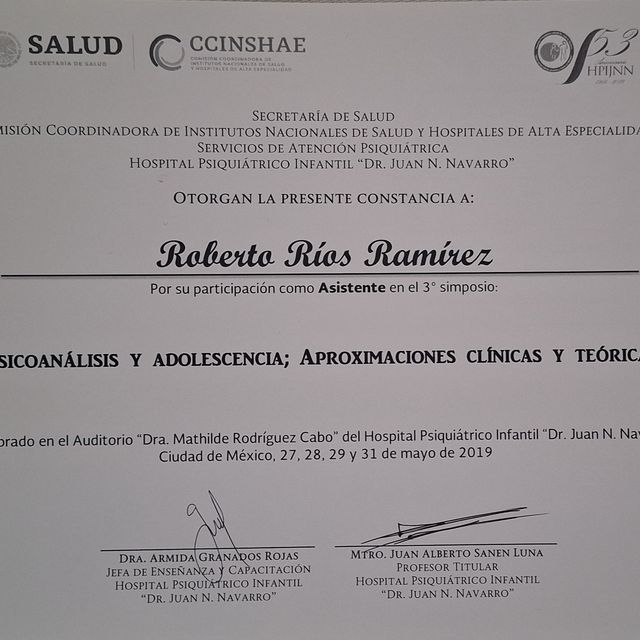 SALUD
SECRETARÍA DE SALUD
CCINSHAE
COMISIÓN COORDINADORA DE
INSTITUTOS NACIONALES DE SALUD
Y HOSPITALES DE ALTA ESPECIALIDAD
53
Aniversario
HPIJNN
SECRETARÍA DE SALUD
MISIÓN COORDINADORA DE INSTITUTOS NACIONALES DE SALUD Y HOSPITALES DE ALTA ESPECIALIDA
SERVICIOS DE ATENCIÓN PSIQUIÁTRICA
HOSPITAL PSIQUIÁTRICO INFANTIL “DR. JUAN N. NAVARRO”
OTORGAN LA PRESENTE CONSTANCIA A:
Roberto Ríos Ramírez
Por su participación como Asistente en el 3° simposio:
SICOANÁLISIS Y ADOLESCENCIA; APROXIMACIONES CLÍNICAS Y TEÓRICA
brado en el Auditorio “Dra. Mathilde Rodríguez Cabo” del Hospital Psiquiátrico Infantil “Dr. Juan N. Nav
Ciudad de México, 27, 28, 29 y 31 de mayo de 2019
DRA. ARMIDA GRANADOS ROJAS
JEFA DE ENSEÑANZA Y CAPACITACIÓN
HOSPITAL PSIQUIÁTRICO INFANTIL
“DR. JUAN N. NAVARRO”
MTRO. JUAN ALBERTO SANEN LUNA
PROFESOR TITULAR
HOSPITAL PSIQUIÁTRICO INFANTIL
“DR. JUAN N. NAVARRO”